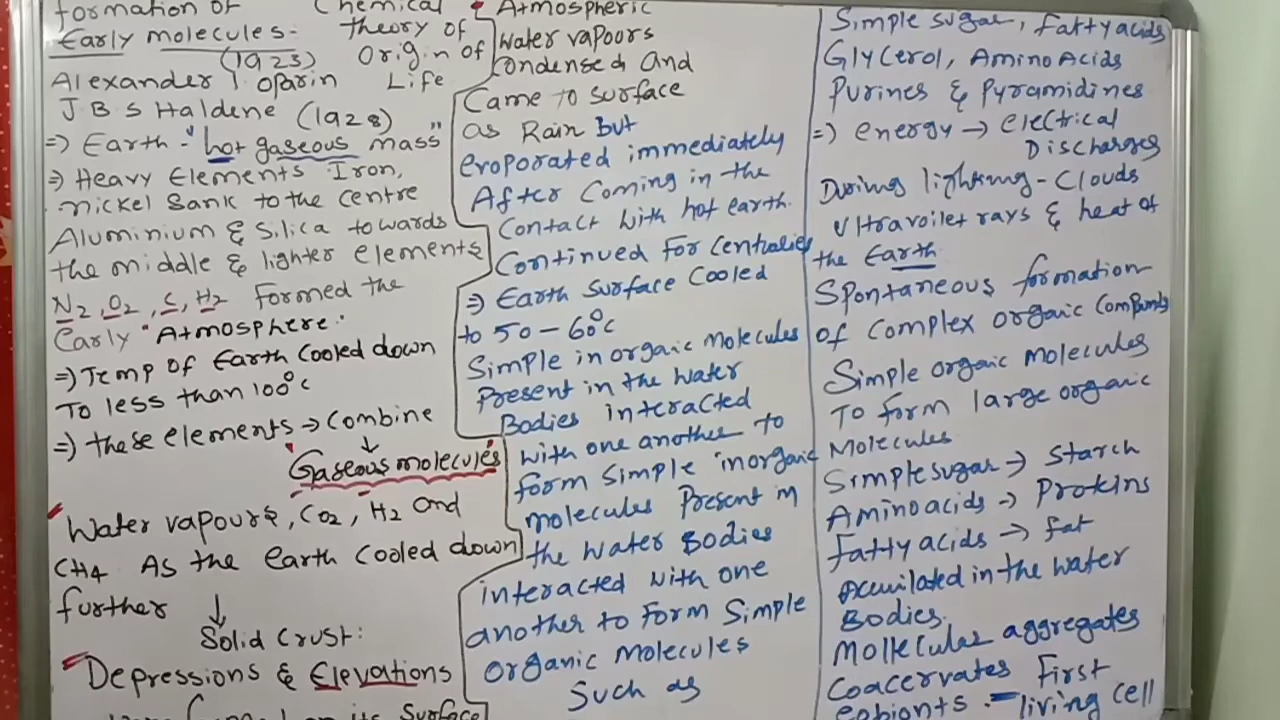 formation of
Early molecules:-
Chemical
theory of
Origin of
Life
(1923)
Alexander I. Oparin
J.B S Haldene (1928)
=> Earth - "hot gaseous mass"
=> Heavy Elements Iron,
Nickel Sank to the centre
Aluminium & Silica towards
the middle & lighter elements
N2, O2, S, H2 Formed the
Early "Atmosphere."
=> Temp of Earth cooled down
To less than 100°c
=> these elements → combine
↓
"Gaseous molecules"
Water vapours, CO2, H2 and
CH4 As the earth cooled down
further
↓
Solid crust:
Depressions & Elevations
on its Surface
Atmospheric
Water vapours
Condensed And
Came to surface
as Rain But
evoporated immediately
After coming in the
Contact with hot earth.
Continued For Centuries
=> Earth Surface Cooled
to 50 - 60°c
Simple in orgaic molecules
Present in the water
Bodies interacted
with one another to
form simple inorganic
molecules Present in
the water Bodies
interacted with one
another to form Simple
organic molecules
Such as
Simple sugar, fatty acids
Glycerol, Amino Acids
Purines & Pyramidines
=> energy → electrical
Discharges
During lighting - clouds
Ultravoilet rays & heat of
the Earth
Spontaneous formation
of complex organic compunds
Simple organic molecules
To form large organic
Molecules
Simple sugar → Starch
Amino acids → Proteins
Fatty acids → fat
in the water
Bodies.
aggregates
Coacervates First
eobionts. - living cell